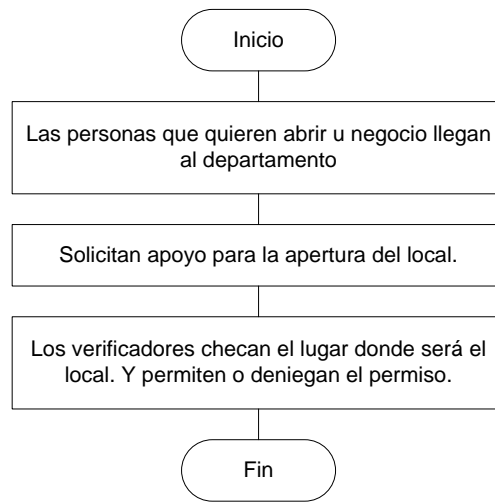 Inicio
Las personas que quieren abrir u negocio llegan
al departamento
Solicitan apoyo para la apertura del local.
Los verificadores checan el lugar donde será el
local. Y permiten o deniegan el permiso.
Fin